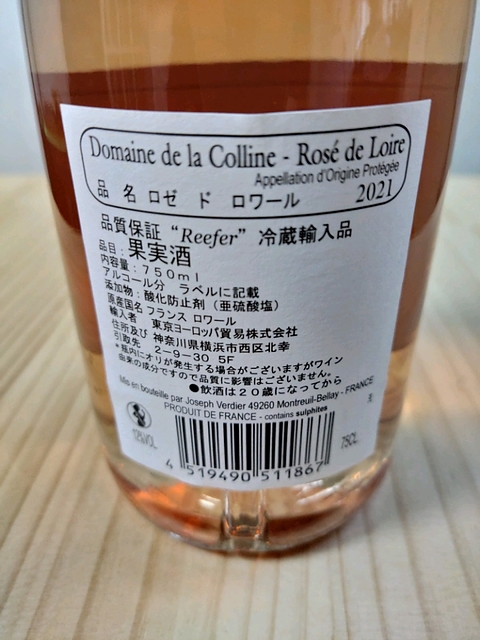 Domaine de la Colline - Rosé de Loire
Appellation d'Origine Protégée
品 名 ロゼ ド ロワール 2021
品質保証 "Reefer" 冷蔵輸入品
品目:果実酒
内容量:750ml
アルコール分 ラベルに記載
添加物:酸化防止剤(亜硫酸塩)
原産国名 フランス ロワール
輸入者 東京ヨーロッパ貿易株式会社
住所及び 神奈川県横浜市西区北幸
引取先 2-9-30 5F
*瓶内にオリが発生する場合がございますがワイン
由来の成分ですので品質に影響はございません。
●飲酒は20歳になってから
Mis en bouteille par Joseph Verdier 49260 Montreuil-Bellay - FRANCE
PRODUIT DE FRANCE - contains sulphites
12%VOL
75CL
4 519490 511867